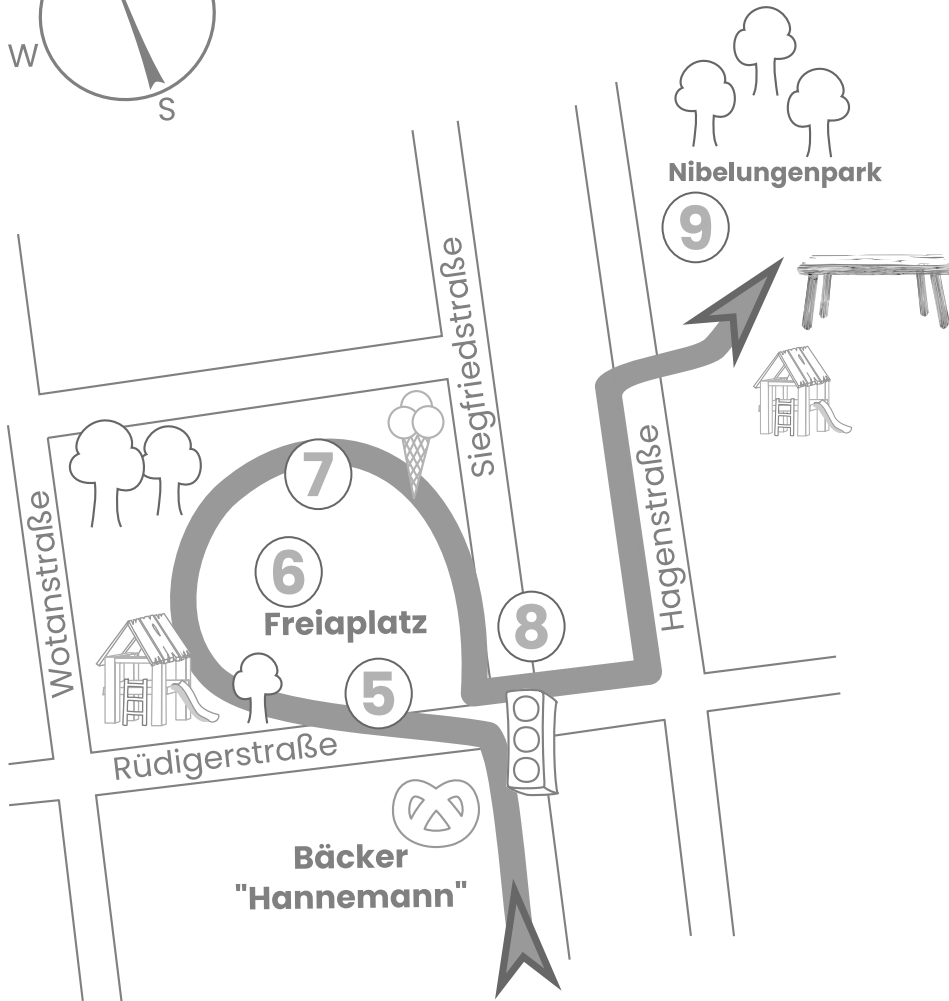 W
S
Nibelungenpark
9
Siegfriedstraße
7
Hagenstraße
6
Wotanstraße
Freiaplatz
8
5
Rüdigerstraße
Bäcker
"Hannemann"